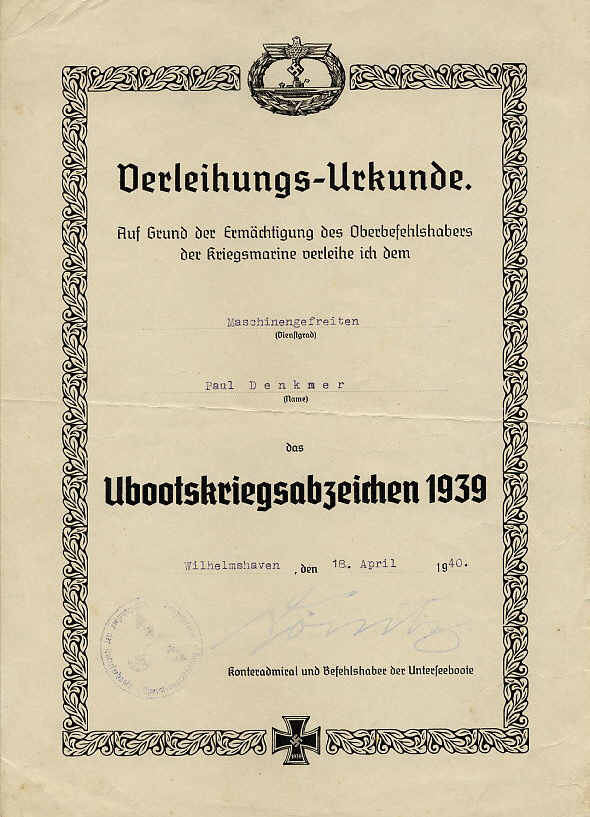 Verleihungs-Urkunde.
Auf Grund der Ermächtigung des Oberbefehlshabers
der Kriegsmarine verleihe ich dem
Maschinengefreiten
(Dienstgrad)
Paul Denkmer
(Name)
das
Ubootskriegsabzeichen 1939
Wilhelmshaven, den 18. April 1940.
Dönitz
Konteradmiral und Befehlshaber der Unterseeboote